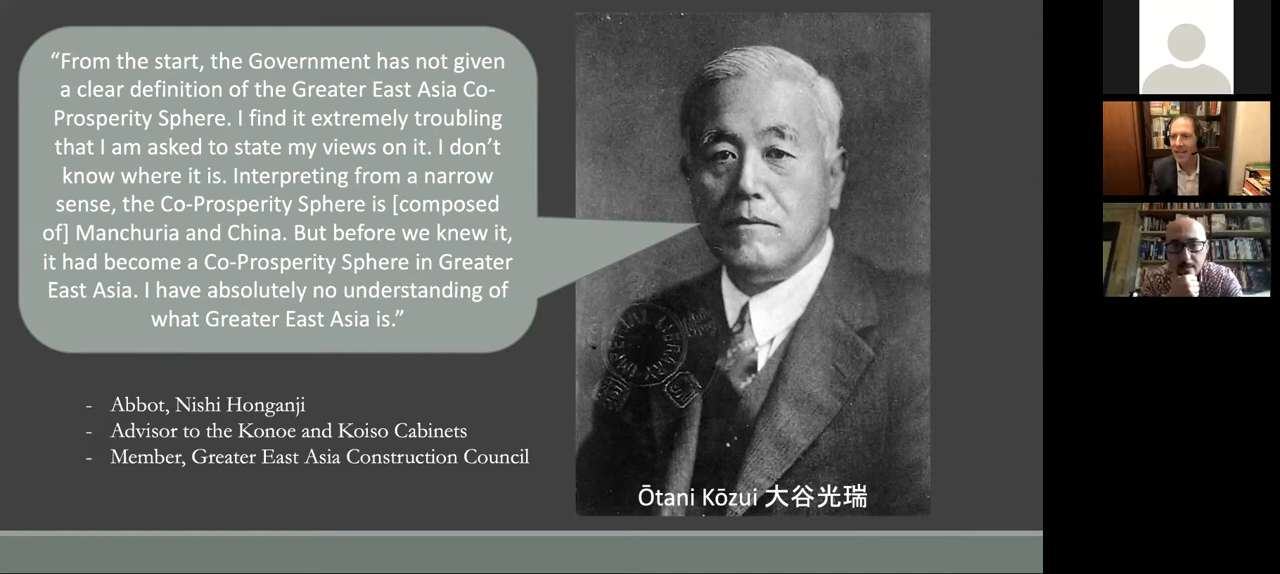 “From the start, the Government has not given
a clear definition of the Greater East Asia Co-
Prosperity Sphere. I find it extremely troubling
that I am asked to state my views on it. I don’t
know where it is. Interpreting from a narrow
sense, the Co-Prosperity Sphere is [composed
of] Manchuria and China. But before we knew it,
it had become a Co-Prosperity Sphere in Greater
East Asia. I have absolutely no understanding of
what Greater East Asia is.”
- Abbot, Nishi Honganji
- Advisor to the Konoe and Koiso Cabinets
- Member, Greater East Asia Construction Council
Ōtani Kōzui 大谷光瑞